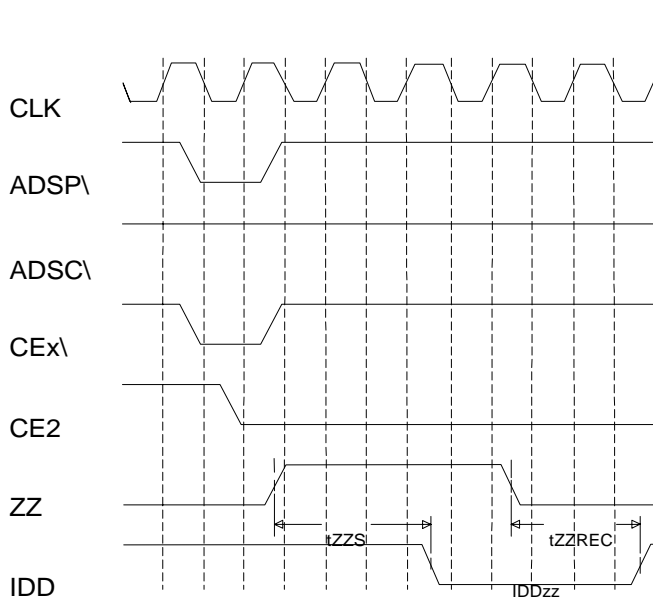 CLK
ADSP\
ADSC\
CEx\
CE2
ZZ
tZZS
tZZREC
IDD
IDDzz